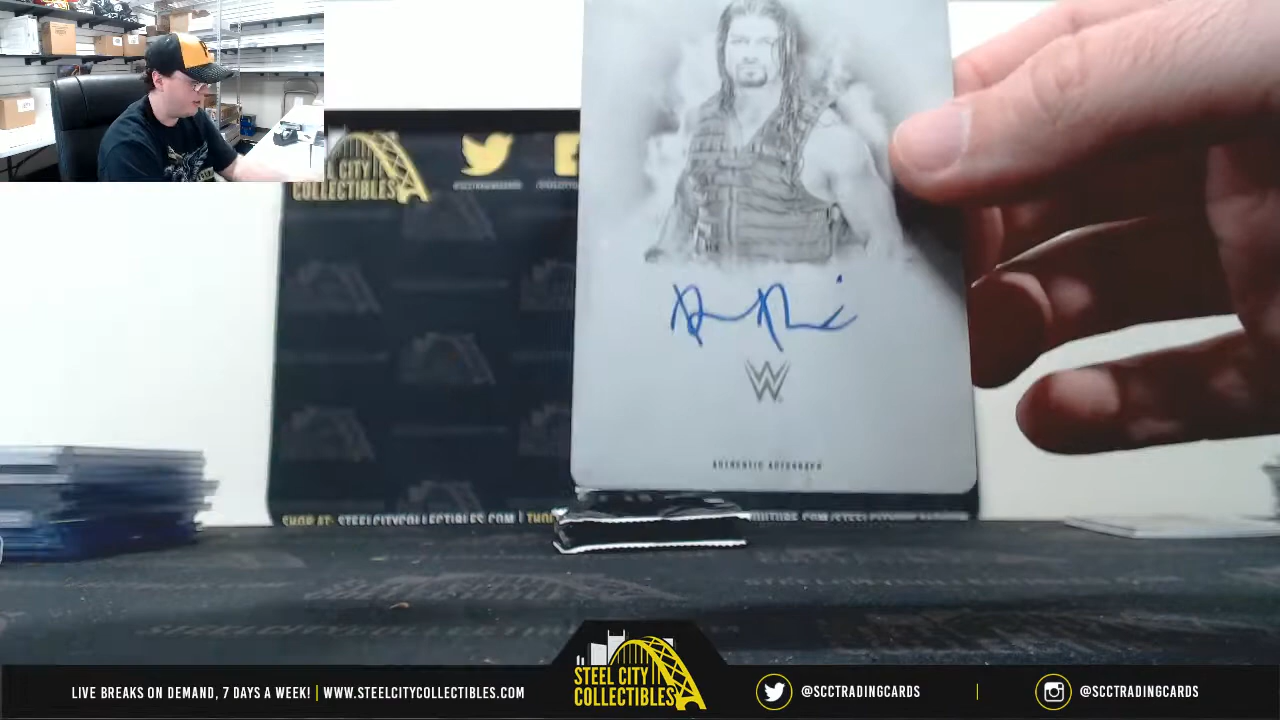 STEEL CITY
COLLECTIBLES
W
AUTHENTIC AUTOGRAPH
SHOP AT: STEELCITYCOLLECTIBLES.COM |
STEEL CITY
COLLECTIBLES
LIVE BREAKS ON DEMAND, 7 DAYS A WEEK! | WWW.STEELCITYCOLLECTIBLES.COM
@SCCTRADINGCARDS
@SCCTRADINGCARDS